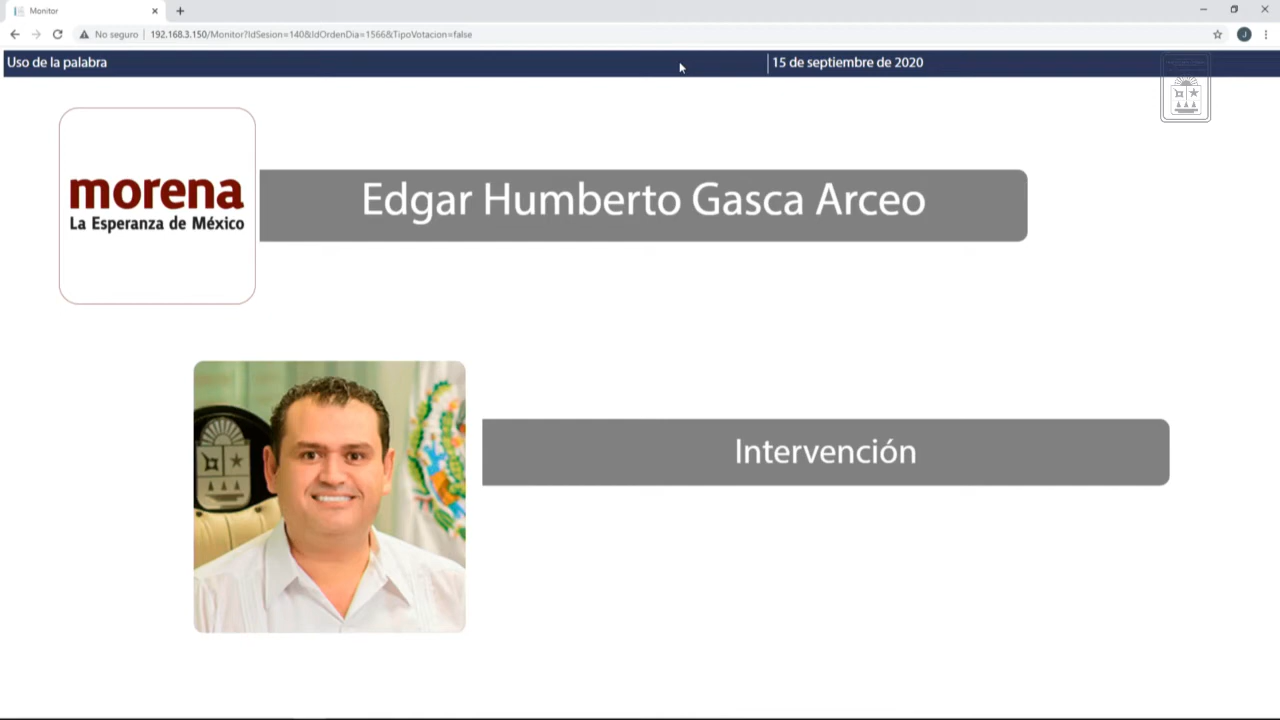 Monitor
No seguro
192.168.3.150/Monitor?IdSesion=140&IdOrdenDia=1566&TipoVotacion=false
J
Uso de la palabra
15 de septiembre de 2020
morena
La Esperanza de México
Edgar Humberto Gasca Arceo
Intervención